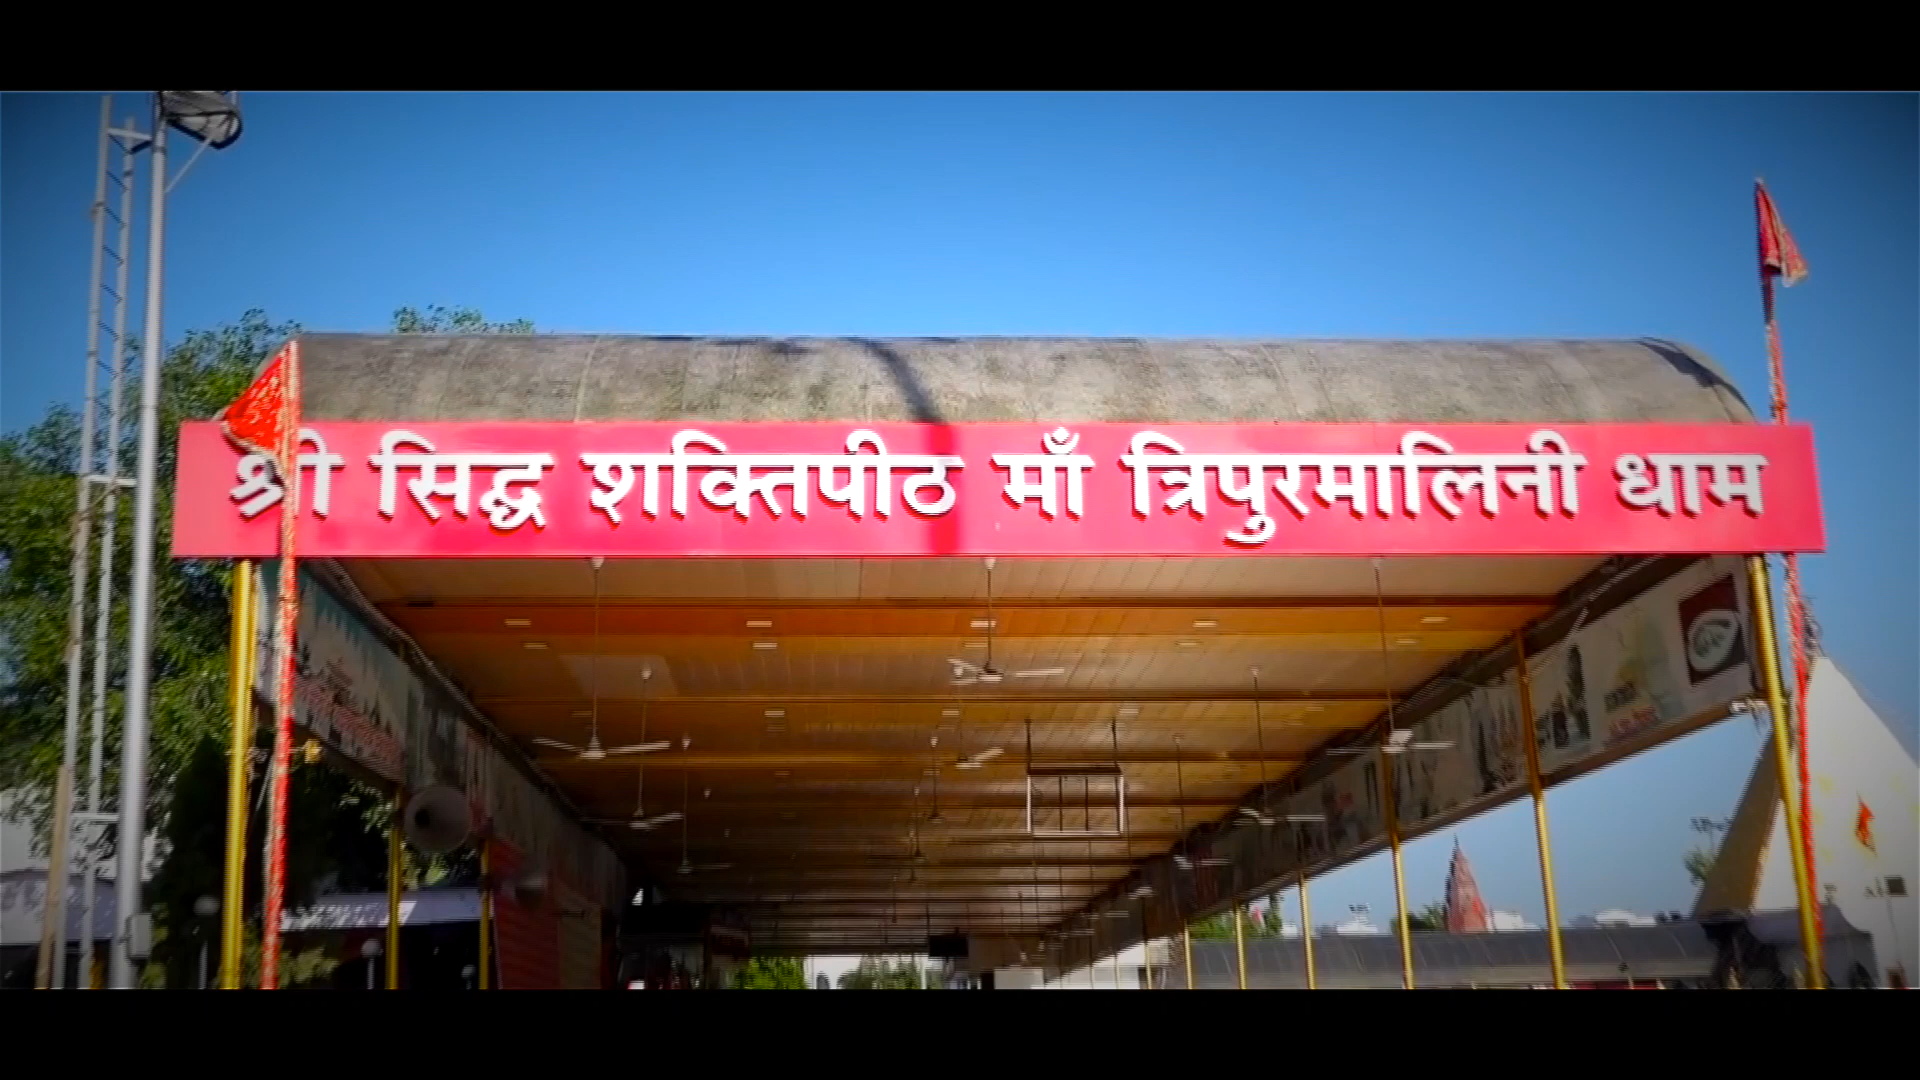 श्री सिद्ध शक्तिपीठ माँ त्रिपुरमालिनी धाम